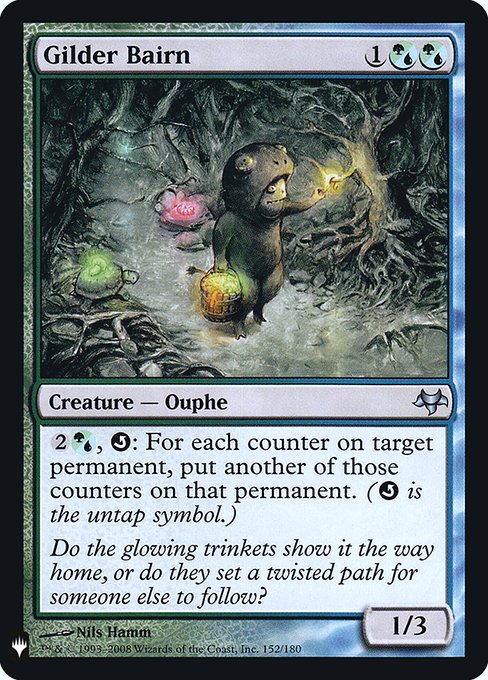 Gilder Bairn 1
Creature — Ouphe
2 , : For each counter on target
permanent, put another of those
counters on that permanent. ( is
the untap symbol.)
Do the glowing trinkets show it the way
home, or do they set a twisted path for
someone else to follow?
1/3
Nils Hamm
™ & © 1993–2008 Wizards of the Coast, Inc. 152/180